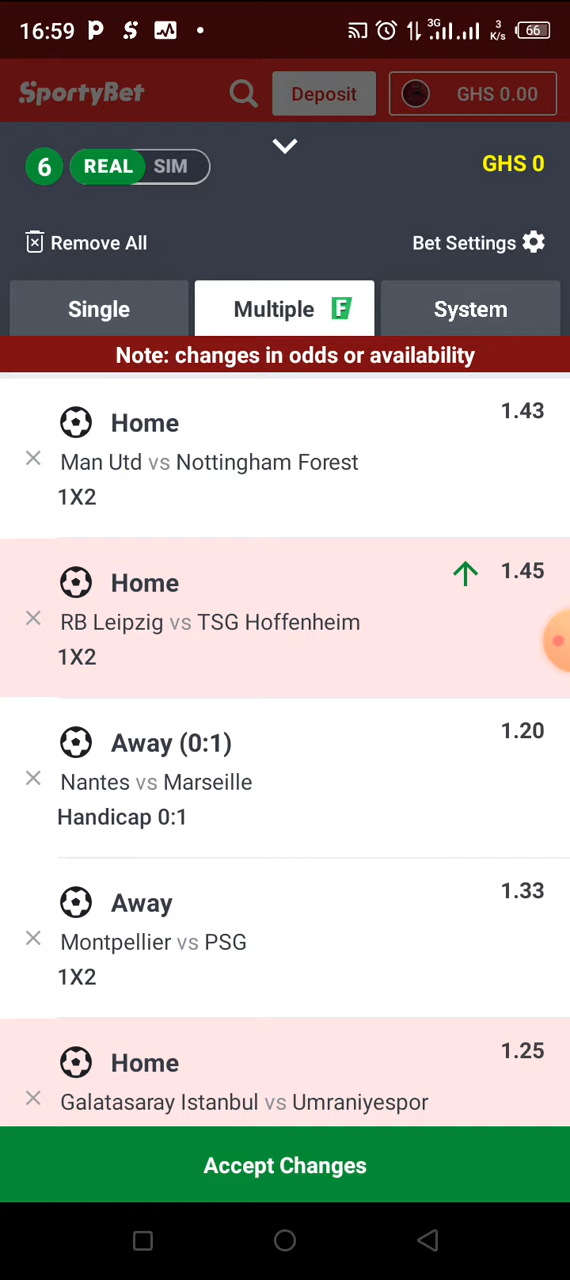 16:59
3G
3
K/s
66
SportyBet
Deposit
GHS 0.00
6
REAL
SIM
GHS 0
Remove All
Bet Settings
Single
Multiple F
System
Note: changes in odds or availability
Home
1.43
Man Utd vs Nottingham Forest
1X2
Home
1.45
RB Leipzig vs TSG Hoffenheim
1X2
Away (0:1)
1.20
Nantes vs Marseille
Handicap 0:1
Away
1.33
Montpellier vs PSG
1X2
Home
1.25
Galatasaray Istanbul vs Umraniyespor
Accept Changes